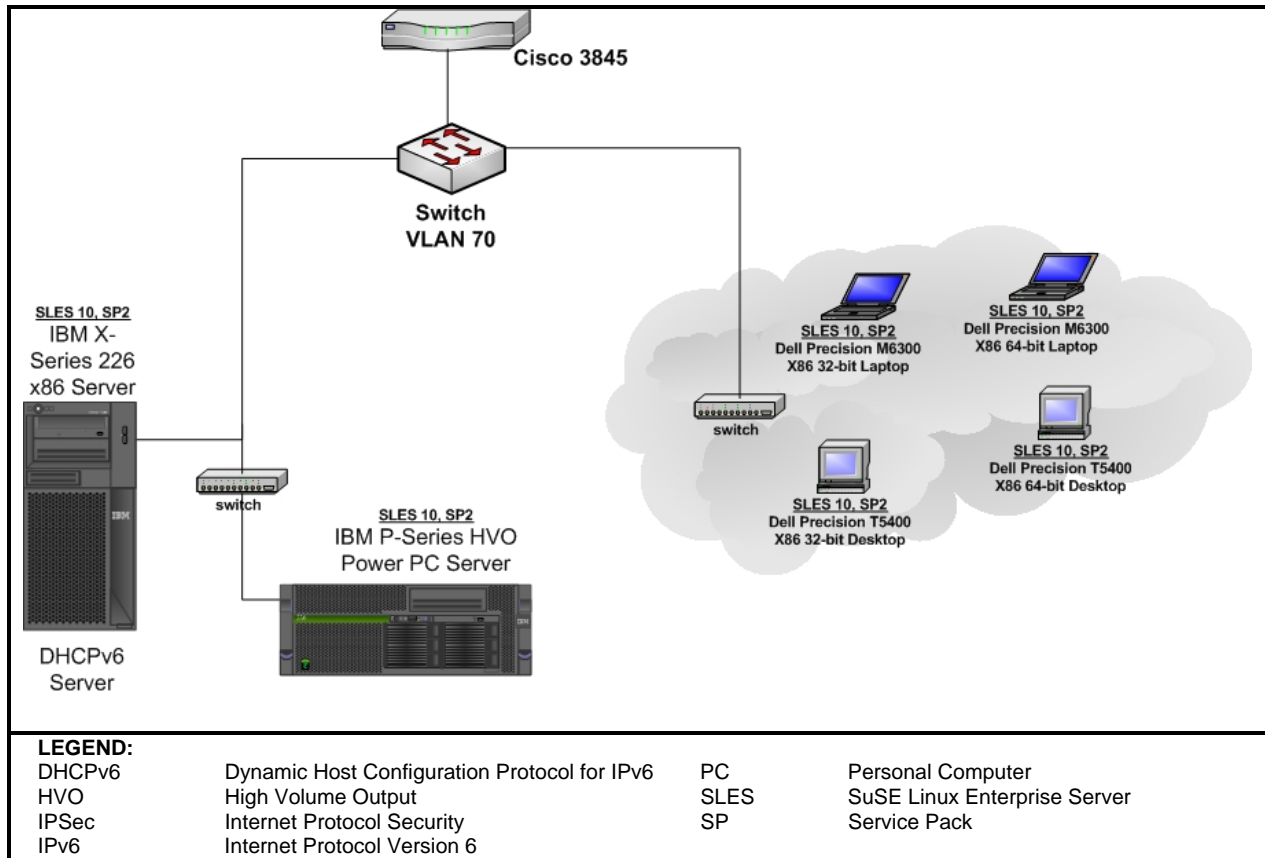 Cisco 3845
Switch
VLAN 70
SLES 10, SP2
IBM X-
Series 226
x86 Server
IBM
DHCPv6
Server
switch
SLES 10, SP2
IBM P-Series HVO
Power PC Server
IBM
SLES 10, SP2
Dell Precision M6300
X86 32-bit Laptop
SLES 10, SP2
Dell Precision M6300
X86 64-bit Laptop
switch
SLES 10, SP2
Dell Precision T5400
X86 32-bit Desktop
SLES 10, SP2
Dell Precision T5400
X86 64-bit Desktop
LEGEND:
DHCPv6 Dynamic Host Configuration Protocol for IPv6 PC Personal Computer
HVO High Volume Output SLES SuSE Linux Enterprise Server
IPSec Internet Protocol Security SP Service Pack
IPv6 Internet Protocol Version 6